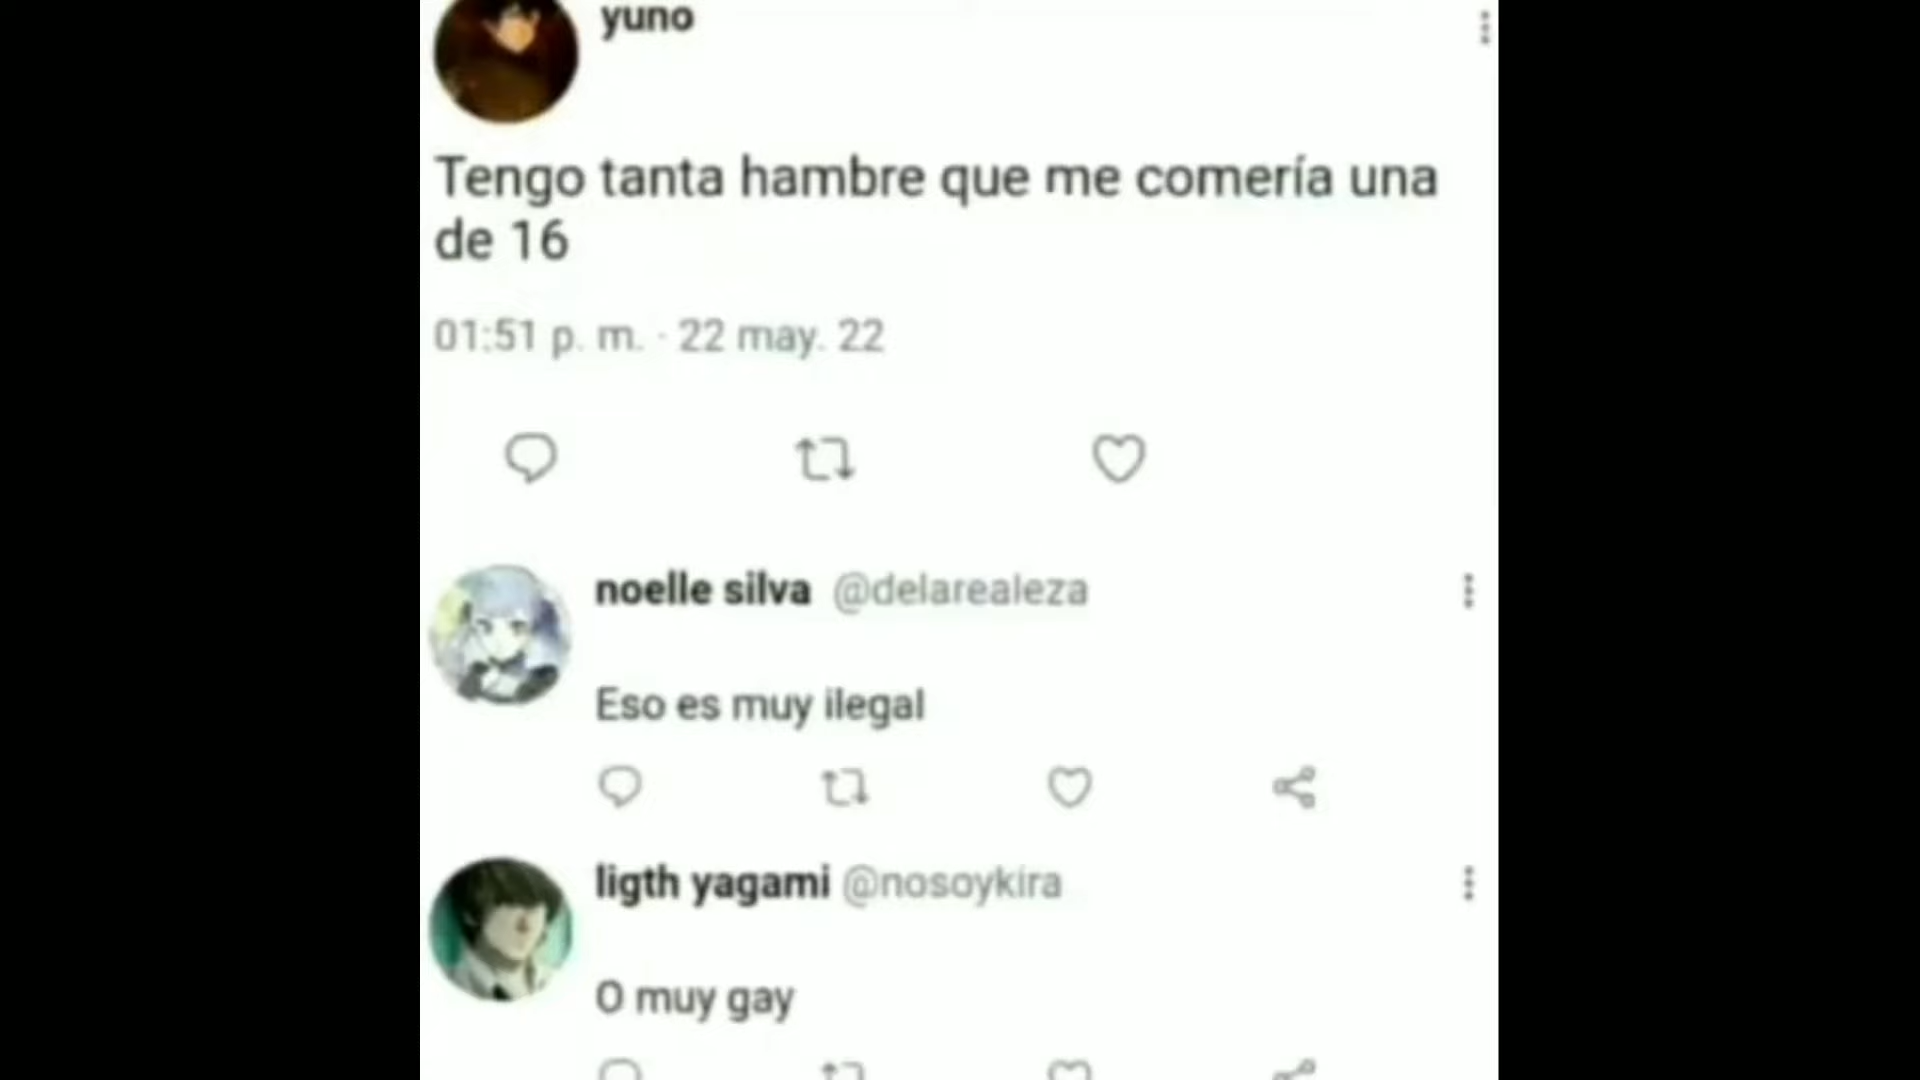 yuno
Tengo tanta hambre que me comería una
de 16
01:51 p. m. · 22 may. 22
noelle silva @delarealeza
Eso es muy ilegal
ligth yagami @nosoykira
O muy gay